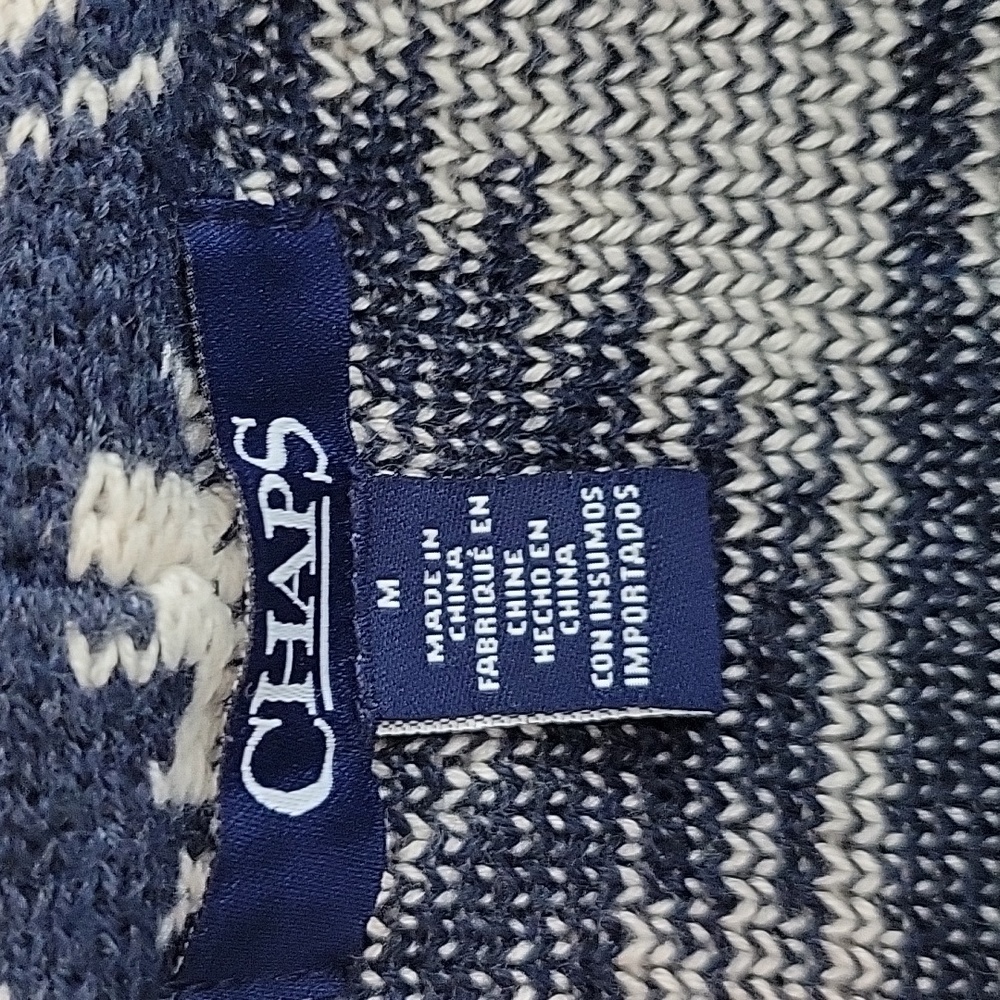 CHAPS
M
MADE IN
CHINA
FABRIQUÉ EN
CHINE
HECHO EN
CHINA
CON INSUMOS
IMPORTADOS